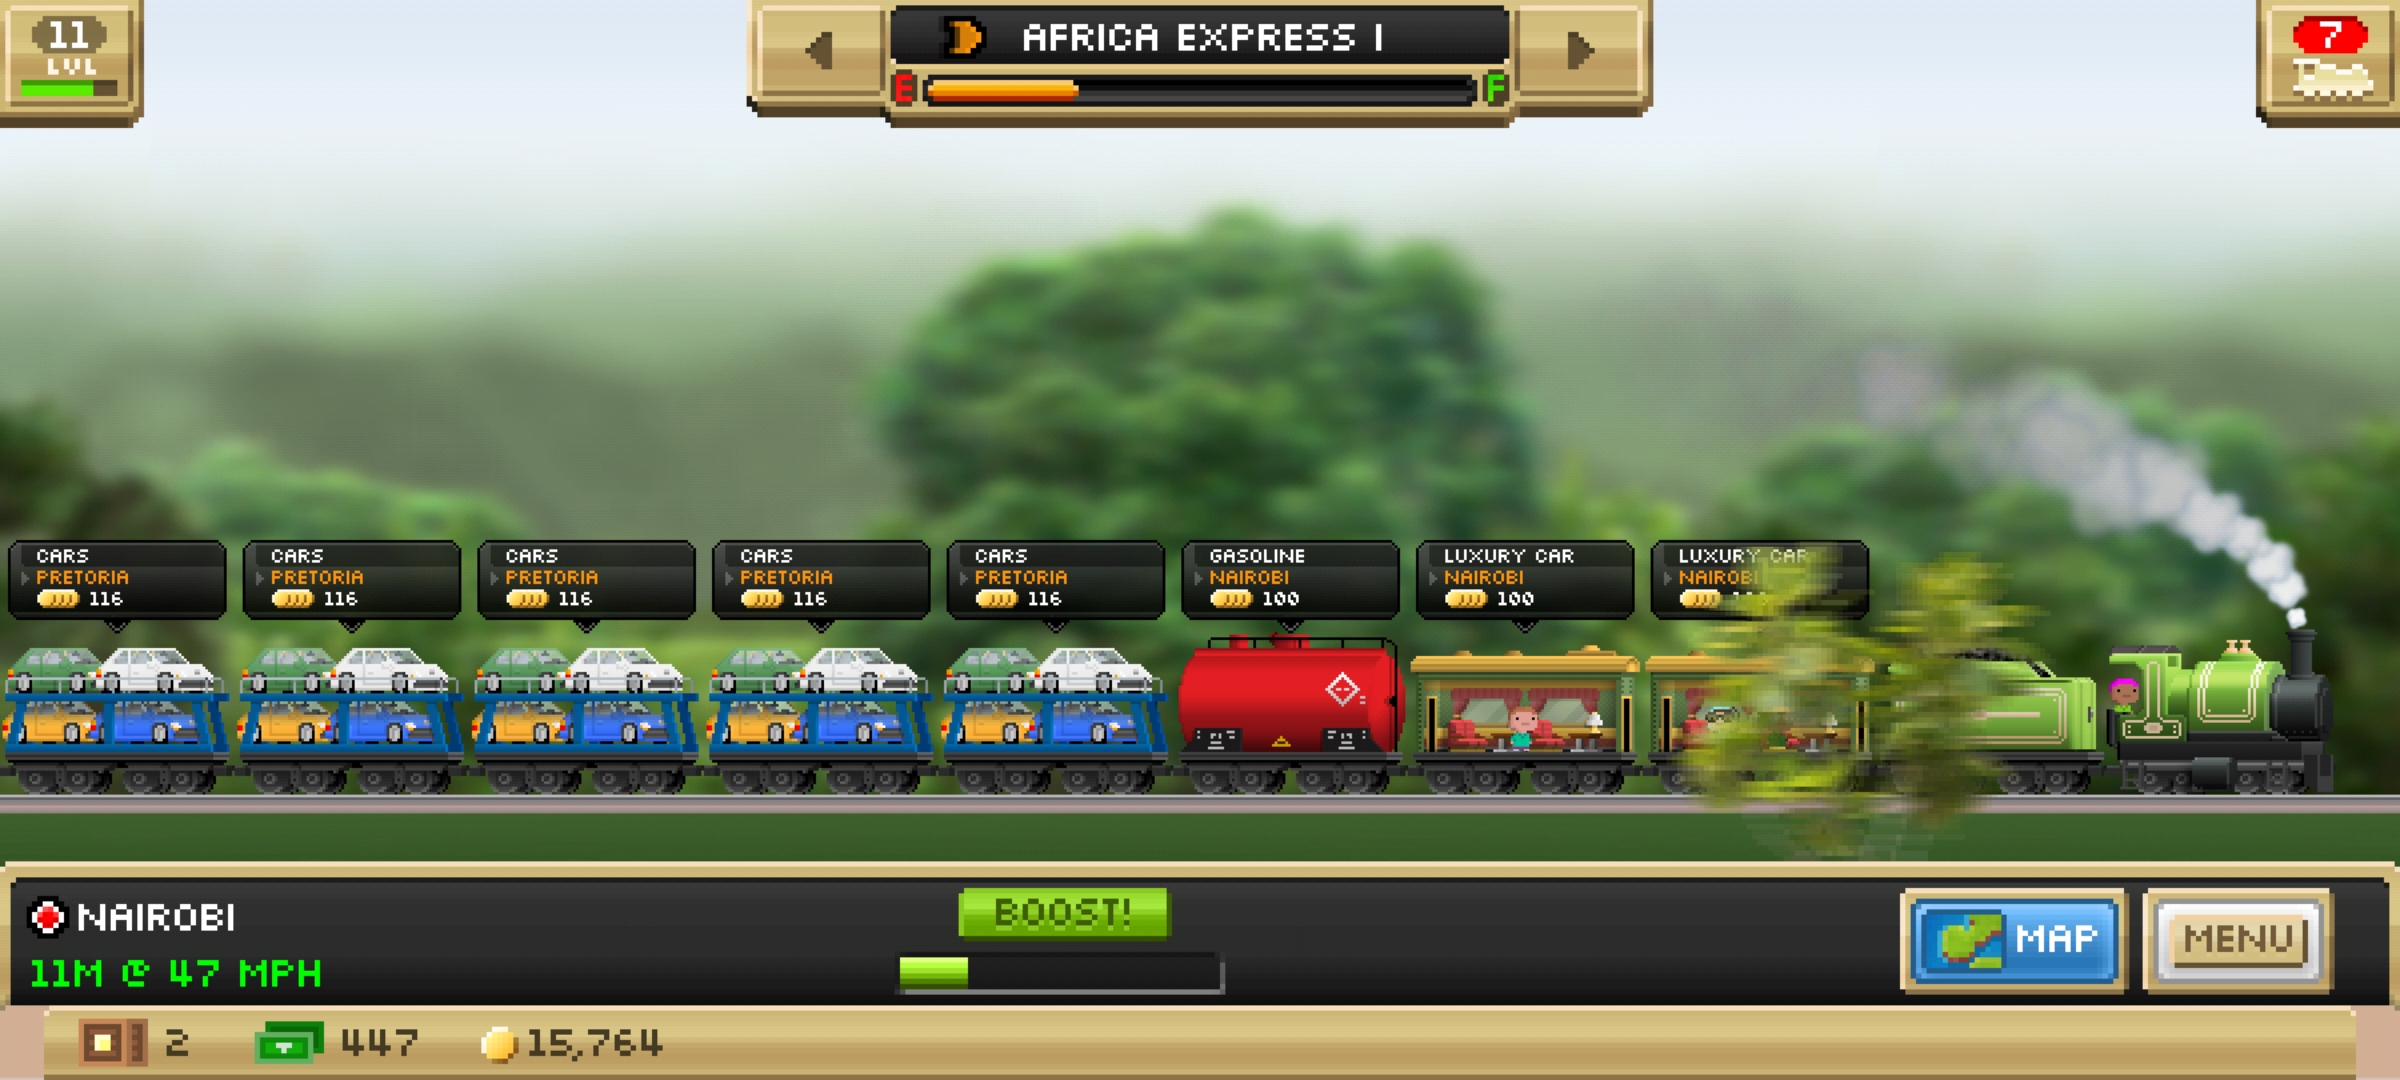 11
LVL
AFRICA EXPRESS I
E F
7
CARS
PRETORIA
116
CARS
PRETORIA
116
CARS
PRETORIA
116
CARS
PRETORIA
116
CARS
PRETORIA
116
GASOLINE
NAIROBI
100
LUXURY CAR
NAIROBI
100
LUXURY CAR
NAIROBI
NAIROBI
11M @ 47 MPH
BOOST!
MAP
MENU
2
447
15,764